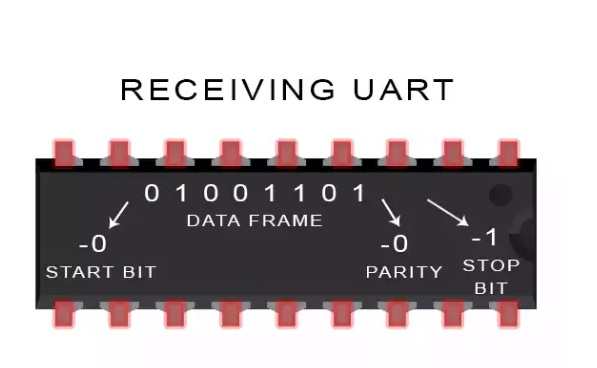 RECEIVING UART
0 1 0 0 1 1 0 1
DATA FRAME
-0
START BIT
-0
PARITY
-1
STOP
BIT